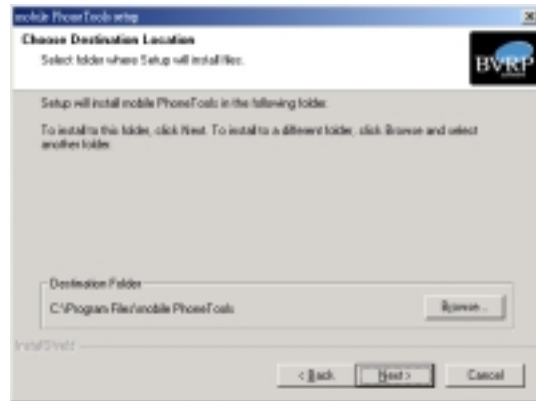 mobile PhoneTools setup
Choose Destination Location
Select folder where Setup will install files.
BVRP
Setup will install mobile PhoneTools in the following folder.
To install to this folder, click Next. To install to a different folder, click Browse and select
another folder.
Destination Folder
C:\Program Files\mobile PhoneTools
Browse...
InstallShield
< Back
Next >
Cancel